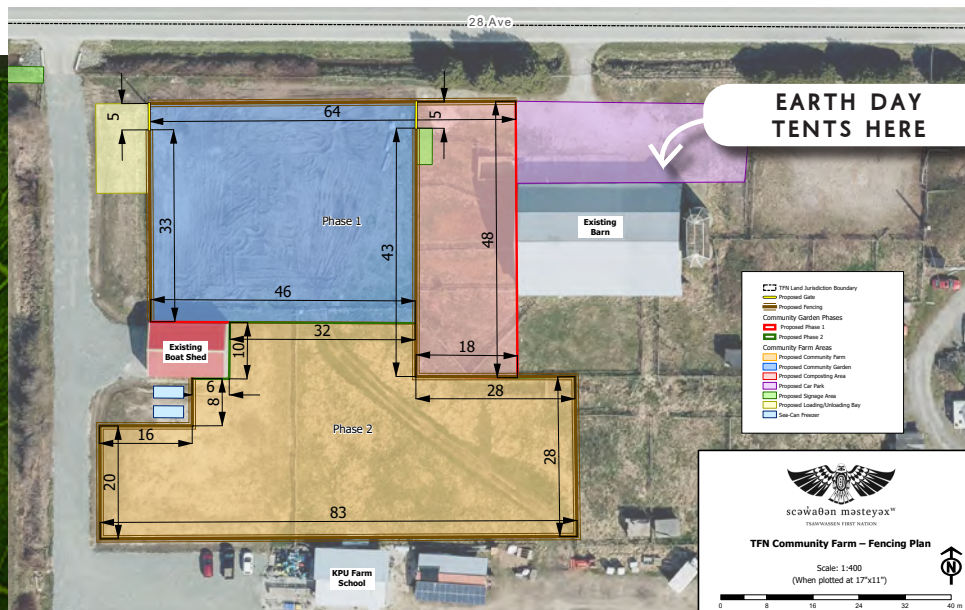 28 Ave
EARTH DAY
TENTS HERE
5
64
5
33
Phase 1
43
48
Existing
Barn
46
Existing
Boat Shed
10
32
18
6
8
28
16
Phase 2
20
28
83
KPU Farm
School
TFN Land Jurisdiction Boundary
Proposed Gate
Proposed Fencing
Community Garden Phases
Proposed Phase 1
Proposed Phase 2
Community Farm Areas
Proposed Community Farm
Proposed Community Garden
Proposed Composting Area
Proposed Car Park
Proposed Signage Area
Proposed Loading/Unloading Bay
Sea-Can Freezer
scəw̓aθən məsteyəxʷ
TSAWWASSEN FIRST NATION
TFN Community Farm – Fencing Plan
Scale: 1:400
(When plotted at 17"x11")
N
0 8 16 24 32 40 m